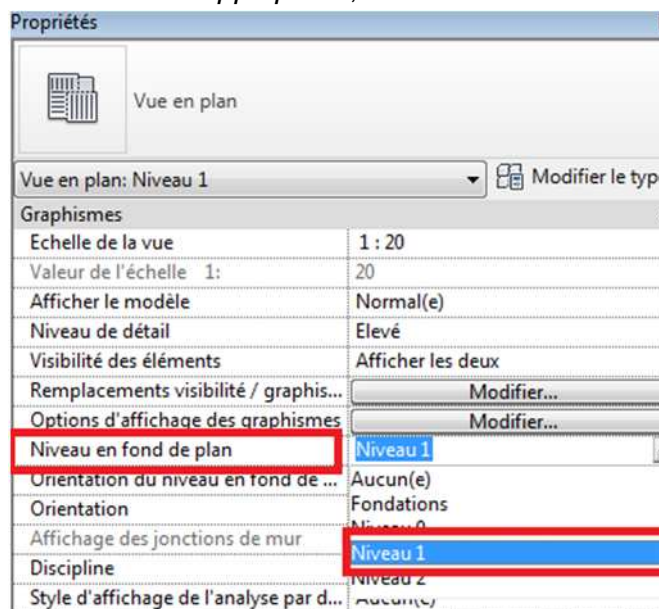 Propriétés
Vue en plan
Vue en plan: Niveau 1 Modifier le typ
Graphismes
Echelle de la vue 1 : 20
Valeur de l'échelle 1: 20
Afficher le modèle Normal(e)
Niveau de détail Elevé
Visibilité des éléments Afficher les deux
Remplacements visibilité / graphis... Modifier...
Options d'affichage des graphismes Modifier...
Niveau en fond de plan Niveau 1
Orientation du niveau en fond de ... Aucun(e)
Orientation Fondations
Niveau 0
Affichage des jonctions de mur Niveau 1
Discipline Niveau 2
Style d'affichage de l'analyse par d... Aucun(e)